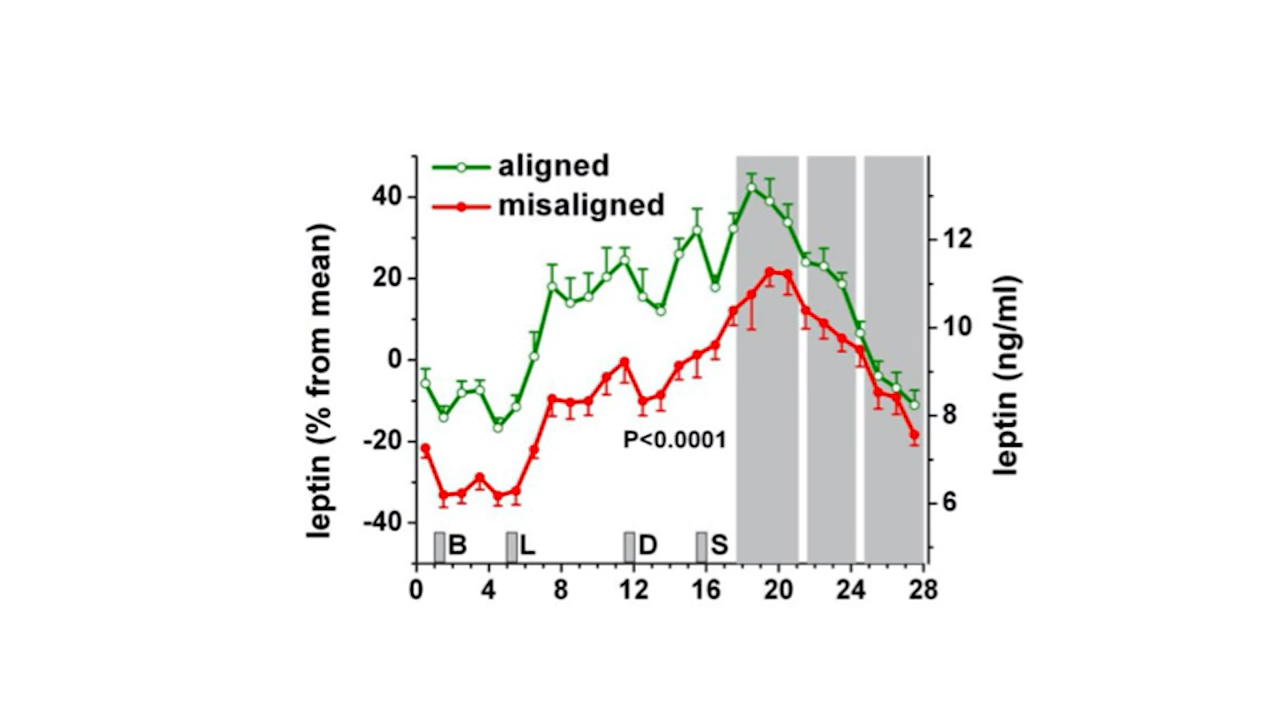 aligned
misaligned
leptin (% from mean)
40
20
0
-20
-40
12
10
8
6
leptin (ng/ml)
P<0.0001
B L D S
0 4 8 12 16 20 24 28